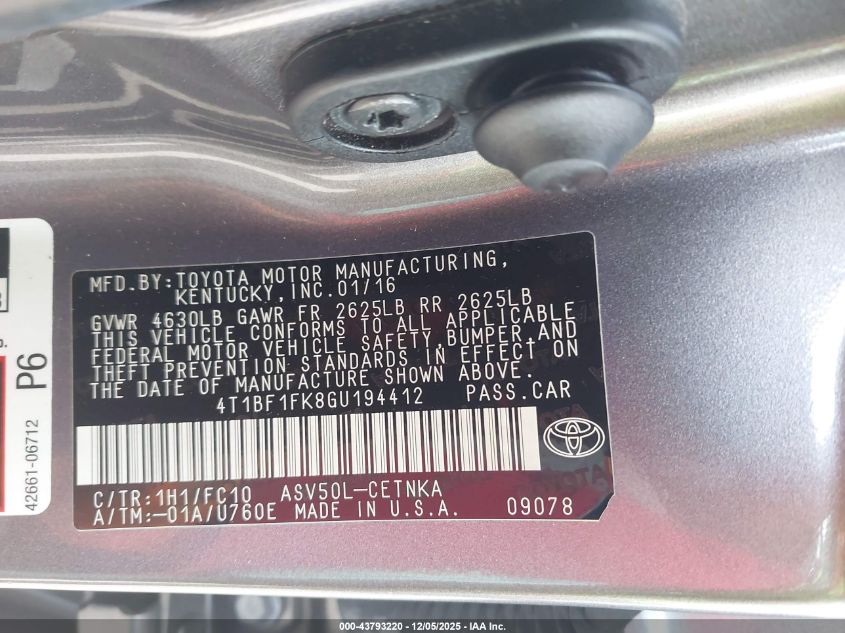 MFD.BY:TOYOTA MOTOR MANUFACTURING,
KENTUCKY, INC.01/16
GVWR 4630LB GAWR FR 2625LB RR 2625LB
THIS VEHICLE CONFORMS TO ALL APPLICABLE
FEDERAL MOTOR VEHICLE SAFETY,BUMPER,AND
THEFT PREVENTION STANDARDS IN EFFECT ON
THE DATE OF MANUFACTURE SHOWN ABOVE.
4T1BF1FK8GU194412 PASS.CAR
C/TR:1H1/FC10 ASV50L-CETNKA
A/TM:-01A/U760E MADE IN U.S.A. 09078
P6
42661-06712
000-43793220 - 12/05/2025 - IAA Inc.